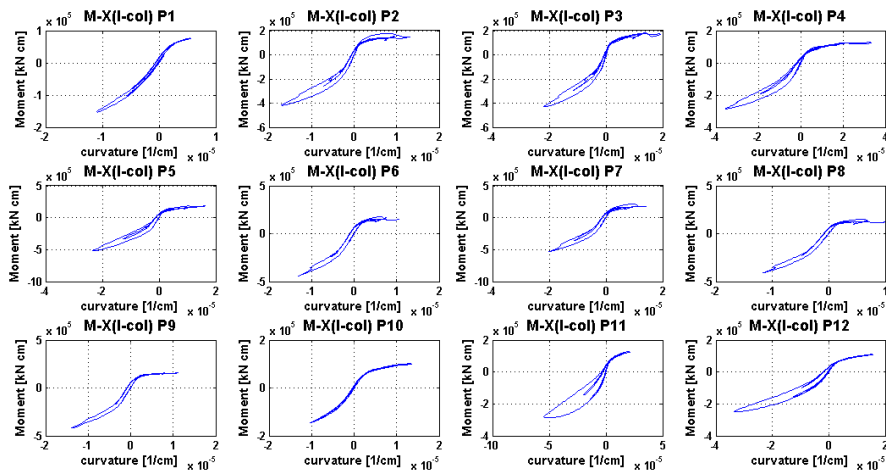 M-X(I-col) P1
M-X(I-col) P2
M-X(I-col) P3
M-X(I-col) P4
x 10^5
1
0
-1
-2
Moment [kN cm]
-2 -1 0 1
curvature [1/cm]
x 10^-5
x 10^5
2
0
-2
-4
-6
Moment [kN cm]
-2 -1 0 1 2
curvature [1/cm]
x 10^-5
x 10^5
2
0
-2
-4
-6
Moment [kN cm]
-4 -2 0 2
curvature [1/cm]
x 10^-5
x 10^5
2
0
-2
-4
Moment [kN cm]
-4 -2 0 2 4
curvature [1/cm]
x 10^-5
M-X(I-col) P5
M-X(I-col) P6
M-X(I-col) P7
M-X(I-col) P8
x 10^5
5
0
-5
-10
Moment [kN cm]
-4 -2 0 2
curvature [1/cm]
x 10^-5
x 10^5
5
0
-5
Moment [kN cm]
-2 -1 0 1 2
curvature [1/cm]
x 10^-5
x 10^5
5
0
-5
-10
Moment [kN cm]
-4 -2 0 2
curvature [1/cm]
x 10^-5
x 10^5
5
0
-5
Moment [kN cm]
-2 -1 0 1
curvature [1/cm]
x 10^-5
M-X(I-col) P9
M-X(I-col) P10
M-X(I-col) P11
M-X(I-col) P12
x 10^5
5
0
-5
Moment [kN cm]
-2 -1 0 1 2
curvature [1/cm]
x 10^-5
x 10^5
2
0
-2
Moment [kN cm]
-2 -1 0 1 2
curvature [1/cm]
x 10^-5
x 10^5
2
0
-2
-4
Moment [kN cm]
-10 -5 0 5
curvature [1/cm]
x 10^-5
x 10^5
2
0
-2
-4
Moment [kN cm]
-4 -2 0 2
curvature [1/cm]
x 10^-5